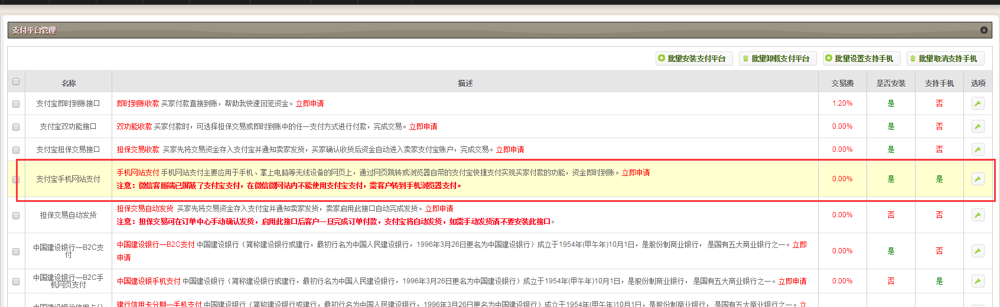 支付平台管理
批量安装支付平台 批量卸载支付平台 批量设置支持手机 批量取消支持手机
名称 描述 交易费 是否安装 支持手机 选项
支付宝即时到账接口 即时到账收款 买家付款直接到账，帮助我快速回笼资金。立即申请 1.20% 是 否
支付宝双功能接口 双功能收款 买家付款时，可选择担保交易或即时到账中的任一支付方式进行付款，完成交易。立即申请 0.00% 是 否
支付宝担保交易接口 担保交易收款 买家先将交易资金存入支付宝并通知卖家发货，买家确认收货后资金自动进入卖家支付宝账户，完成交易。立即申请 0.00% 是 否
支付宝手机网站支付 手机网站支付 手机网站支付主要应用于手机、掌上电脑等无线设备的网页上，通过网页跳转或浏览器自带的支付宝快捷支付实现买家付款的功能，资金即时到账。立即申请 0.00% 是 是
注意：微信客服端已屏蔽了支付宝支付，在微信微网站内不能使用支付宝支付，需客户转到手机浏览器支付。
担保交易自动发货 担保交易自动发货 买家先将交易资金存入支付宝并通知卖家发货，卖家启用此接口自动完成发货。立即申请 0.00% 否 否
注意：担保交易可在订单中心手动确认发货，启用此接口后客户一旦完成订单付款，支付宝将自动发货，如需手动发货请不要安装此接口。
中国建设银行—B2C支
付
中国建设银行—B2C支付 中国建设银行（简称建设银行或建行，最初行名为中国人民建设银行，1996年3月26日更名为中国建设银行）成立于1954年(甲午年)10月1日，是股份制商业银行， 是国有五大商业银行之一。立即
申请
0.00% 是 否
中国建设银行—B2C手
机网页支付
中国建设银手机支付 中国建设银行（简称建设银行或建行，最初行名为中国人民建设银行，1996年3月26日更名为中国建设银行）成立于1954年(甲午年)10月1日，是股份制商业银行， 是国有五大商业银行之一。立即申请
0.00% 否 是
中国建设银行信用卡分
建行信用卡分期—手机支付 中国建设银行（简称建设银行或建行，最初行名为中国人民建设银行，1996年3月26日更名为中国建设银行）成立于1954年(甲午年)10月1日，是股份制商业银行， 是国有五大商业银行之一。立